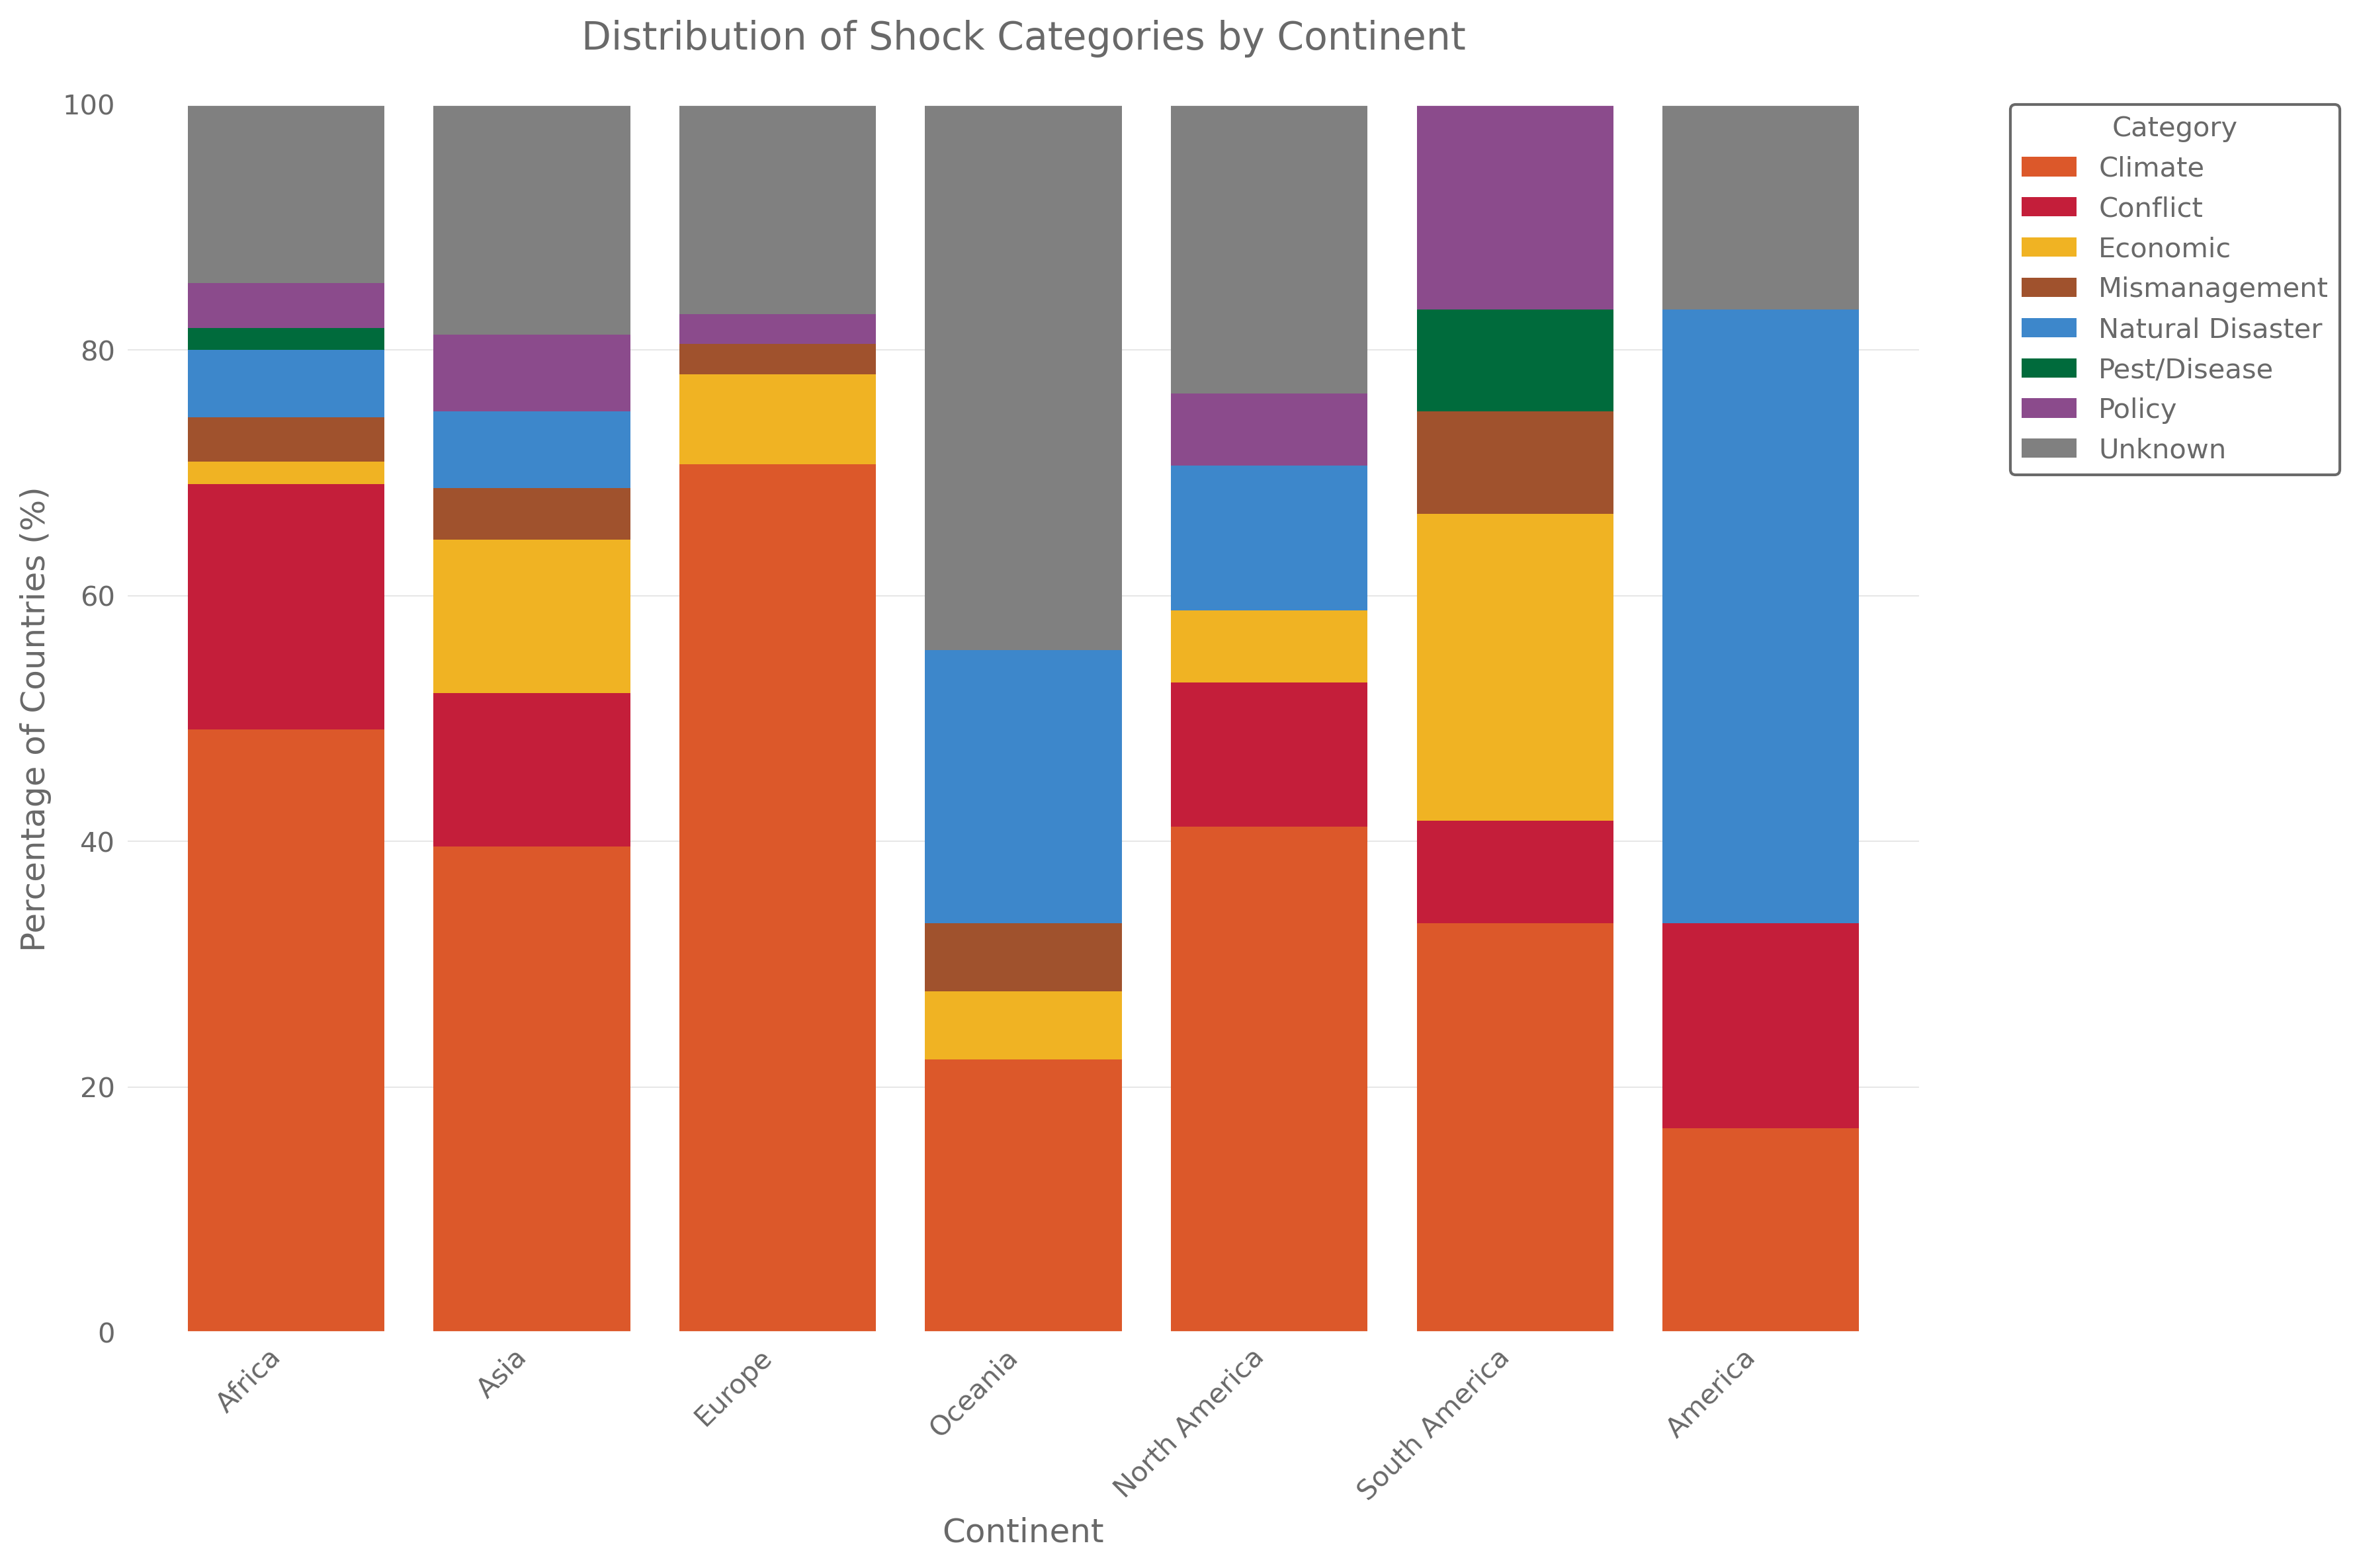 Distribution of Shock Categories by Continent
Percentage of Countries (%)
100
80
60
40
20
0
Africa
Asia
Europe
Oceania
North America
South America
America
Continent
Category
Climate
Conflict
Economic
Mismanagement
Natural Disaster
Pest/Disease
Policy
Unknown